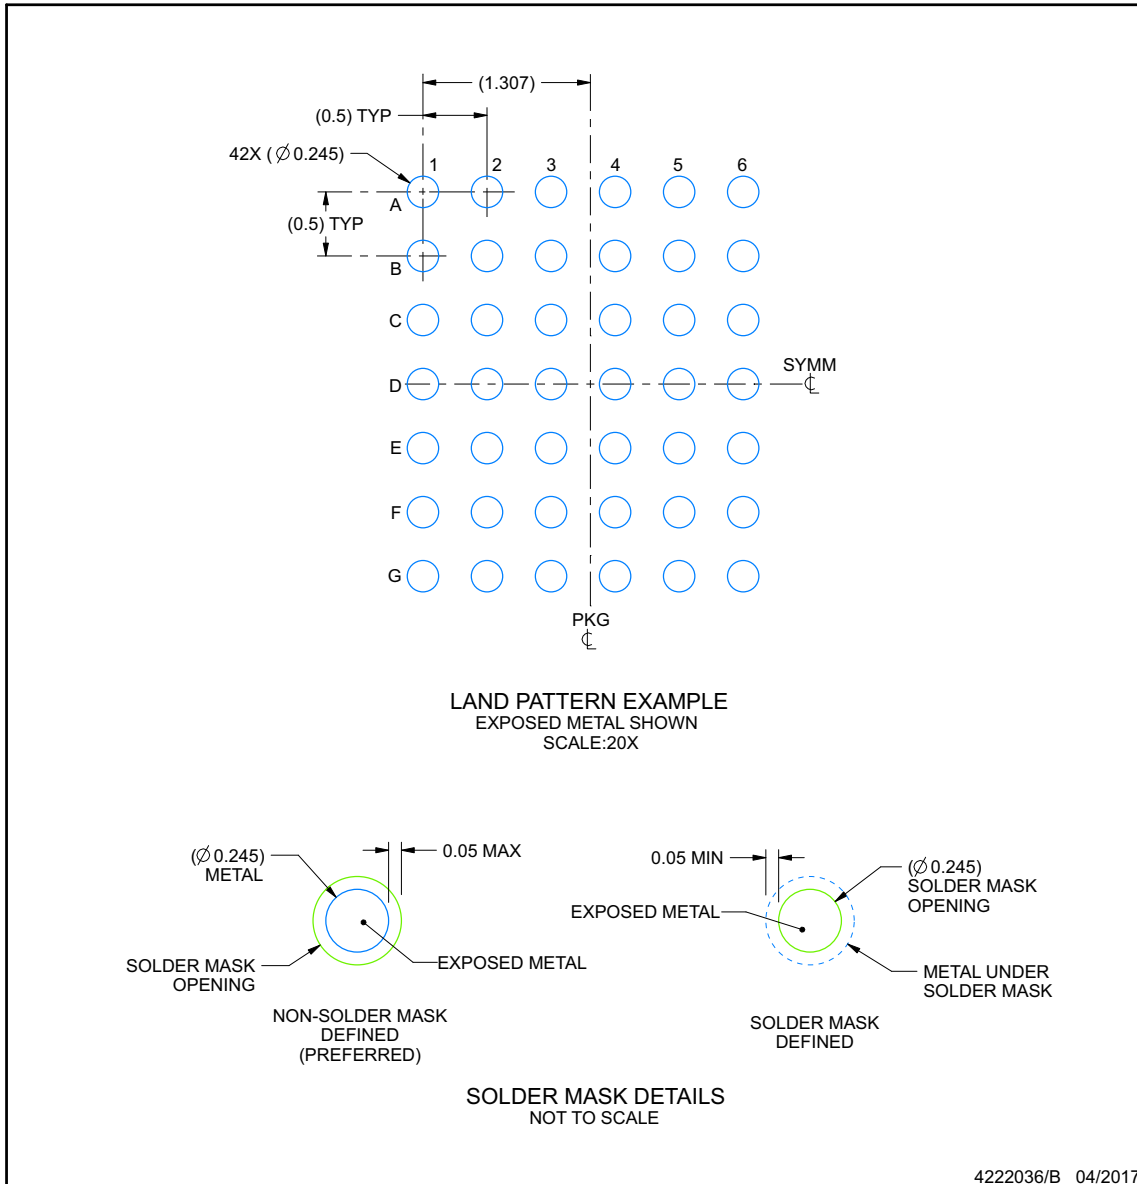 (1.307)
(0.5) TYP
42X ( Ø 0.245)
1 2 3 4 5 6
A
(0.5) TYP
B
C
SYMM
℄
D
E
F
G
PKG
℄
LAND PATTERN EXAMPLE
EXPOSED METAL SHOWN
SCALE:20X
(Ø 0.245)
METAL
0.05 MAX
SOLDER MASK
OPENING
EXPOSED METAL
NON-SOLDER MASK
DEFINED
(PREFERRED)
0.05 MIN
(Ø 0.245)
SOLDER MASK
OPENING
EXPOSED METAL
METAL UNDER
SOLDER MASK
SOLDER MASK
DEFINED
SOLDER MASK DETAILS
NOT TO SCALE
4222036/B 04/2017